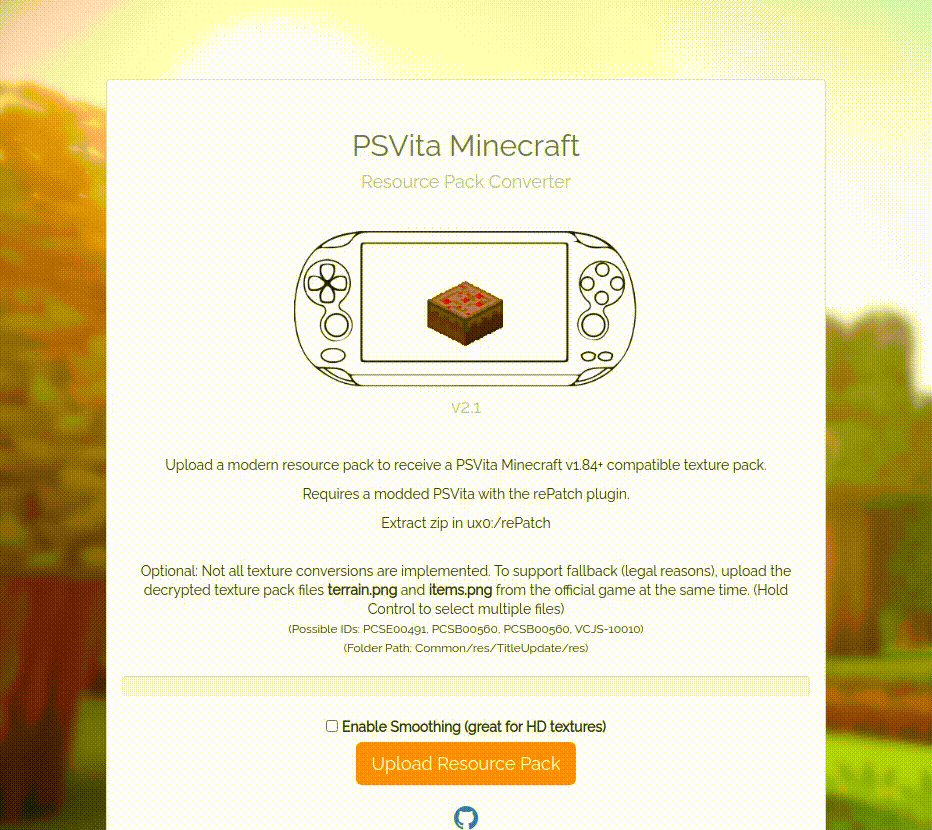 PSVita Minecraft
Resource Pack Converter
v2.1
Upload a modern resource pack to receive a PSVita Minecraft v1.84+ compatible texture pack.
Requires a modded PSVita with the rePatch plugin.
Extract zip in ux0:/rePatch
Optional: Not all texture conversions are implemented. To support fallback (legal reasons), upload the
decrypted texture pack files terrain.png and items.png from the official game at the same time. (Hold
Control to select multiple files)
(Possible IDs: PCSE00491, PCSB00560, PCSB00560, VCJS-10010)
(Folder Path: Common/res/TitleUpdate/res)
Enable Smoothing (great for HD textures)
Upload Resource Pack